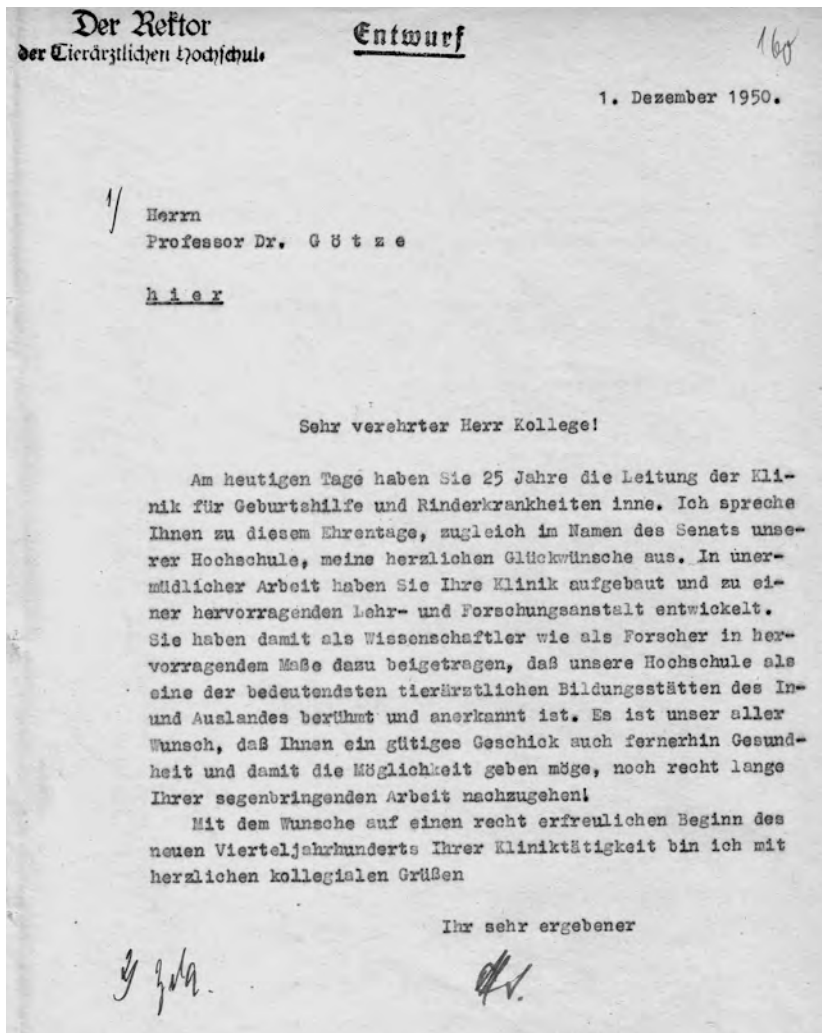 Der Rektor
der Tierärztlichen Hochschule
Entwurf
160
1. Dezember 1950.
1/
Herrn
Professor Dr. G ö t z e
h i e r
Sehr verehrter Herr Kollege!
Am heutigen Tage haben Sie 25 Jahre die Leitung der Kli-
nik für Geburtshilfe und Rinderkrankheiten inne. Ich spreche
Ihnen zu diesem Ehrentage, zugleich im Namen des Senats unse-
rer Hochschule, meine herzlichen Glückwünsche aus. In uner-
müdlicher Arbeit haben Sie Ihre Klinik aufgebaut und zu ei-
ner hervorragenden Lehr- und Forschungsanstalt entwickelt.
Sie haben damit als Wissenschaftler wie als Forscher in her-
vorragendem Maße dazu beigetragen, daß unsere Hochschule als
eine der bedeutendsten tierärztlichen Bildungsstätten des In-
und Auslandes berühmt und anerkannt ist. Es ist unser aller
Wunsch, daß Ihnen ein gütiges Geschick auch fernerhin Gesund-
heit und damit die Möglichkeit geben möge, noch recht lange
Ihrer segenbringenden Arbeit nachzugehen!
Mit dem Wunsche auf einen recht erfreulichen Beginn des
neuen Vierteljahrhunderts Ihrer Kliniktätigkeit bin ich mit
herzlichen kollegialen Grüßen
Ihr sehr ergebener
2/ ZdA.